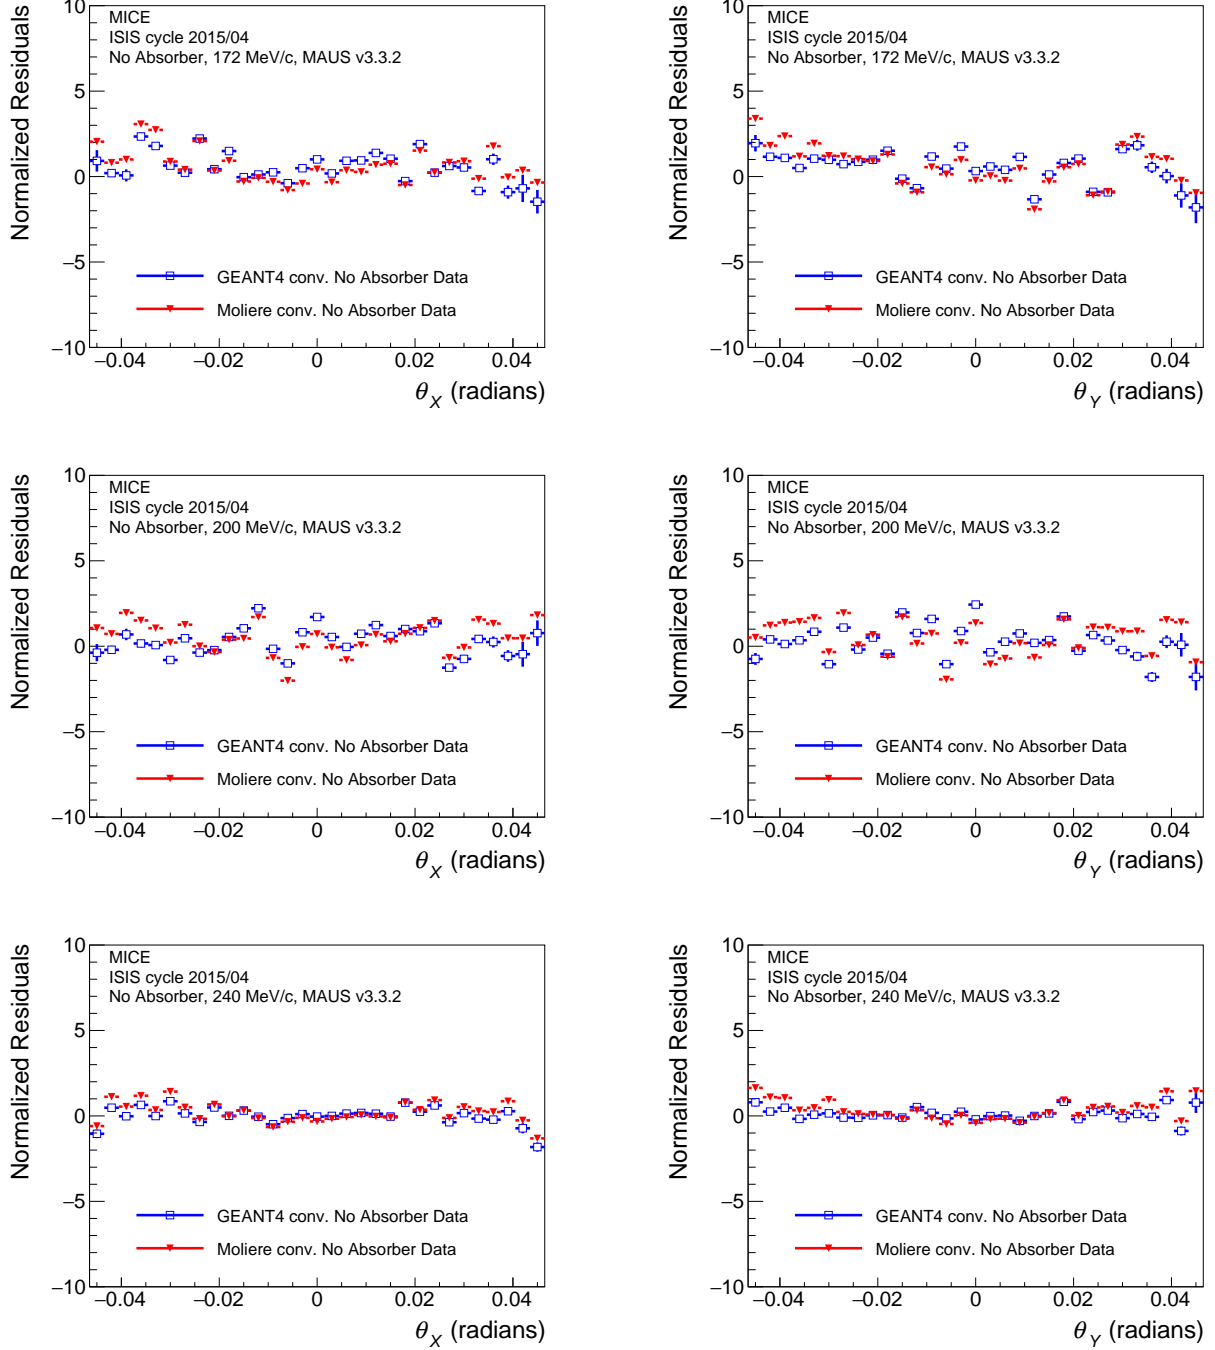 Normalized Residuals
10
5
0
−5
−10
MICE
ISIS cycle 2015/04
No Absorber, 172 MeV/c, MAUS v3.3.2
GEANT4 conv. No Absorber Data
Moliere conv. No Absorber Data
−0.04 −0.02 0 0.02 0.04
θX (radians)
Normalized Residuals
10
5
0
−5
−10
MICE
ISIS cycle 2015/04
No Absorber, 172 MeV/c, MAUS v3.3.2
GEANT4 conv. No Absorber Data
Moliere conv. No Absorber Data
−0.04 −0.02 0 0.02 0.04
θY (radians)
Normalized Residuals
10
5
0
−5
−10
MICE
ISIS cycle 2015/04
No Absorber, 200 MeV/c, MAUS v3.3.2
GEANT4 conv. No Absorber Data
Moliere conv. No Absorber Data
−0.04 −0.02 0 0.02 0.04
θX (radians)
Normalized Residuals
10
5
0
−5
−10
MICE
ISIS cycle 2015/04
No Absorber, 200 MeV/c, MAUS v3.3.2
GEANT4 conv. No Absorber Data
Moliere conv. No Absorber Data
−0.04 −0.02 0 0.02 0.04
θY (radians)
Normalized Residuals
10
5
0
−5
−10
MICE
ISIS cycle 2015/04
No Absorber, 240 MeV/c, MAUS v3.3.2
GEANT4 conv. No Absorber Data
Moliere conv. No Absorber Data
−0.04 −0.02 0 0.02 0.04
θX (radians)
Normalized Residuals
10
5
0
−5
−10
MICE
ISIS cycle 2015/04
No Absorber, 240 MeV/c, MAUS v3.3.2
GEANT4 conv. No Absorber Data
Moliere conv. No Absorber Data
−0.04 −0.02 0 0.02 0.04
θY (radians)